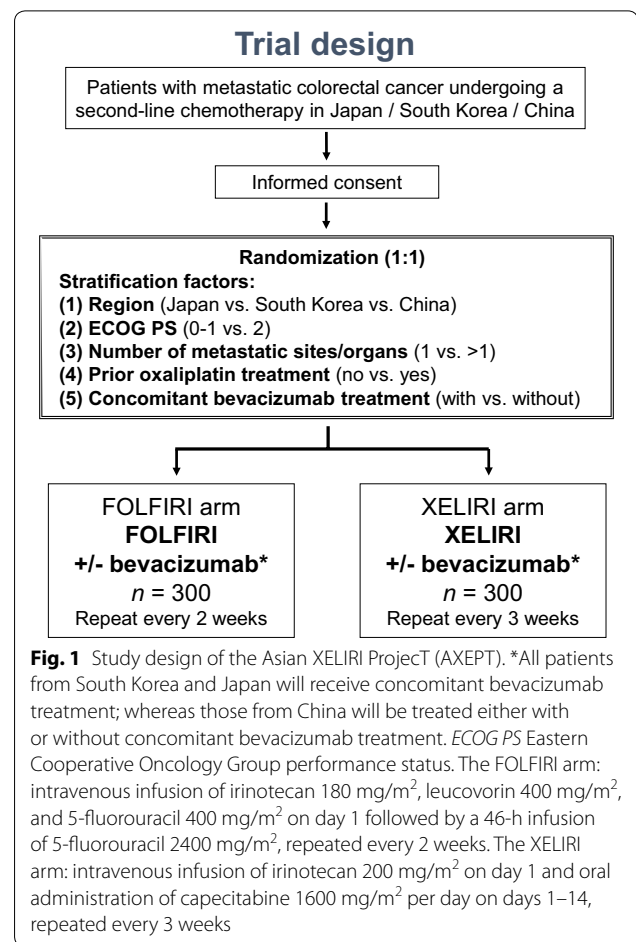 Trial design
Patients with metastatic colorectal cancer undergoing a
second-line chemotherapy in Japan / South Korea / China
Informed consent
Randomization (1:1)
Stratification factors:
(1) Region (Japan vs. South Korea vs. China)
(2) ECOG PS (0-1 vs. 2)
(3) Number of metastatic sites/organs (1 vs. >1)
(4) Prior oxaliplatin treatment (no vs. yes)
(5) Concomitant bevacizumab treatment (with vs. without)
FOLFIRI arm
FOLFIRI
+/- bevacizumab*
n = 300
Repeat every 2 weeks
XELIRI arm
XELIRI
+/- bevacizumab*
n = 300
Repeat every 3 weeks
Fig. 1 Study design of the Asian XELIRI ProjecT (AXEPT). *All patients
from South Korea and Japan will receive concomitant bevacizumab
treatment; whereas those from China will be treated either with
or without concomitant bevacizumab treatment. ECOG PS Eastern
Cooperative Oncology Group performance status. The FOLFIRI arm:
intravenous infusion of irinotecan 180 mg/m², leucovorin 400 mg/m²,
and 5-fluorouracil 400 mg/m² on day 1 followed by a 46-h infusion
of 5-fluorouracil 2400 mg/m², repeated every 2 weeks. The XELIRI
arm: intravenous infusion of irinotecan 200 mg/m² on day 1 and oral
administration of capecitabine 1600 mg/m² per day on days 1–14,
repeated every 3 weeks